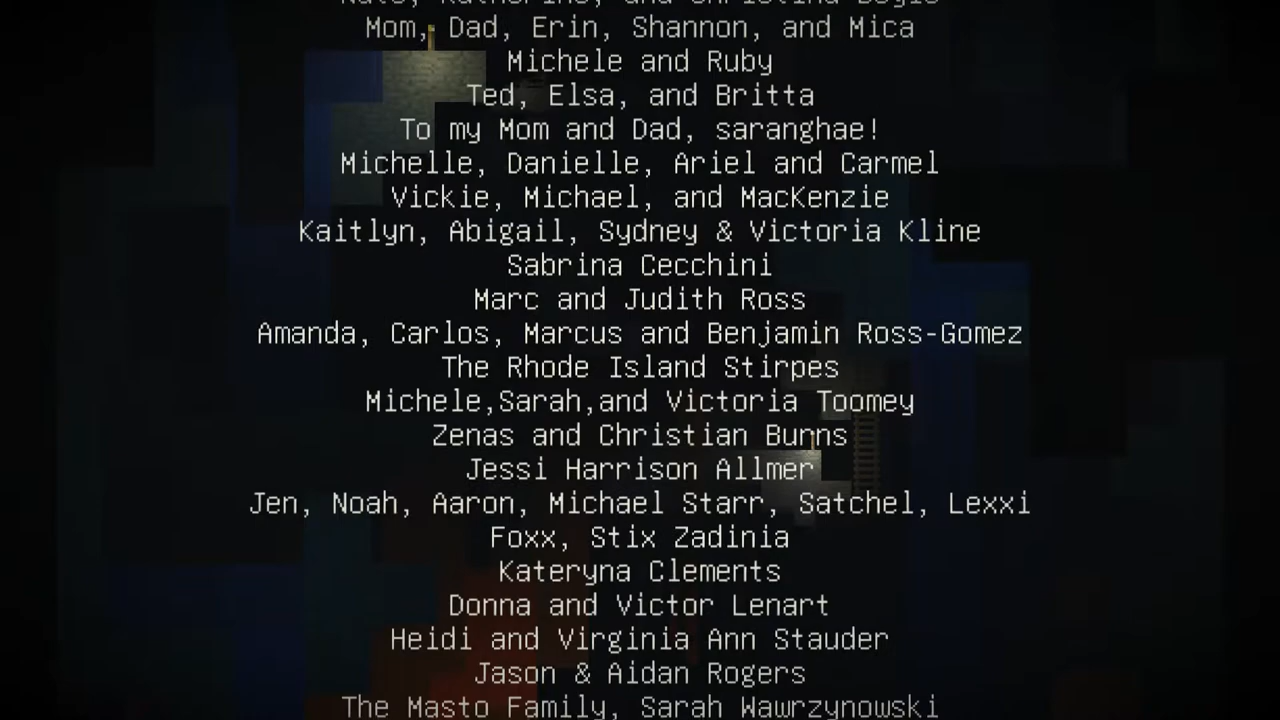 Mom, Dad, Erin, Shannon, and Mica
Michele and Ruby
Ted, Elsa, and Britta
To my Mom and Dad, saranghae!
Michelle, Danielle, Ariel and Carmel
Vickie, Michael, and MacKenzie
Kaitlyn, Abigail, Sydney & Victoria Kline
Sabrina Cecchini
Marc and Judith Ross
Amanda, Carlos, Marcus and Benjamin Ross-Gomez
The Rhode Island Stirpes
Michele,Sarah,and Victoria Toomey
Zenas and Christian Bunns
Jessi Harrison Allmer
Jen, Noah, Aaron, Michael Starr, Satchel, Lexxi
Foxx, Stix Zadinia
Kateryna Clements
Donna and Victor Lenart
Heidi and Virginia Ann Stauder
Jason & Aidan Rogers
The Masto Family, Sarah Wawrzynowski